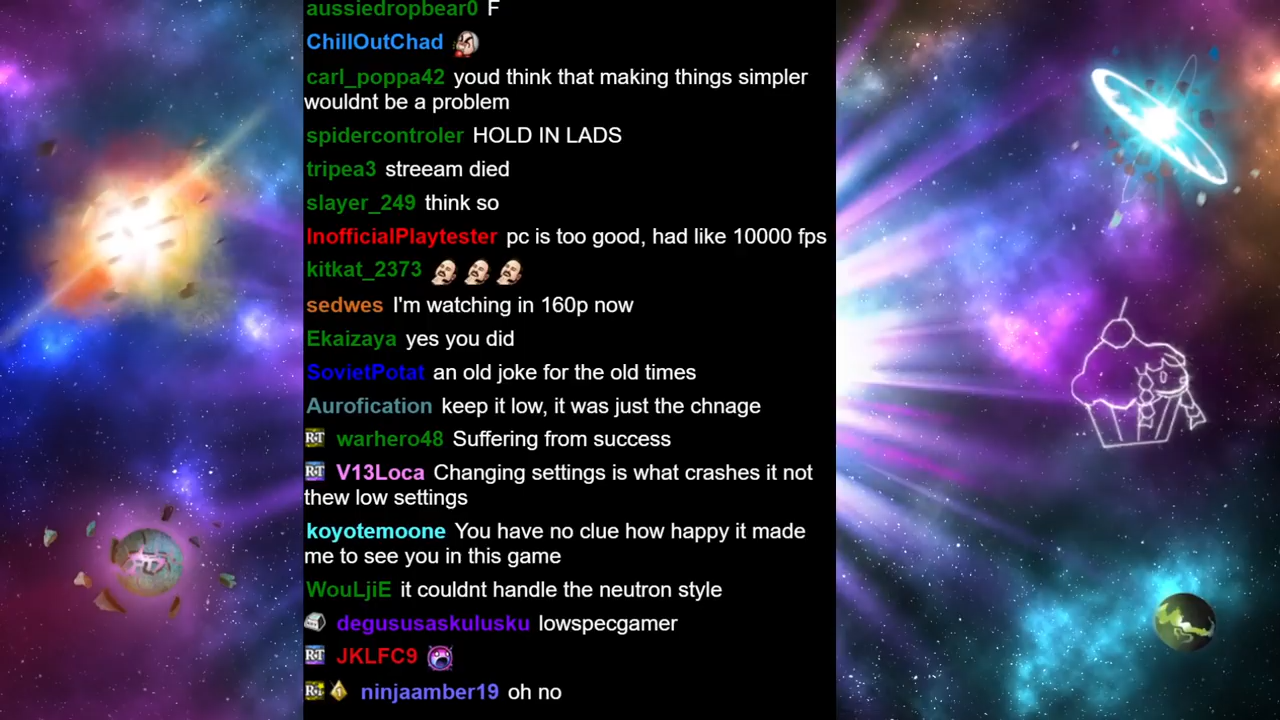 aussiedropbear0 F
ChillOutChad
carl_poppa42 youd think that making things simpler
wouldnt be a problem
spidercontroler HOLD IN LADS
tripea3 streeam died
slayer_249 think so
InofficialPlaytester pc is too good, had like 10000 fps
kitkat_2373
sedwes I'm watching in 160p now
Ekaizaya yes you did
SovietPotat an old joke for the old times
Aurofication keep it low, it was just the chnage
RT warhero48 Suffering from success
RT V13Loca Changing settings is what crashes it not
thew low settings
koyotemoone You have no clue how happy it made
me to see you in this game
WouLjiE it couldnt handle the neutron style
degususaskulusku lowspecgamer
RT JKLFC9
RT 1 ninjaamber19 oh no